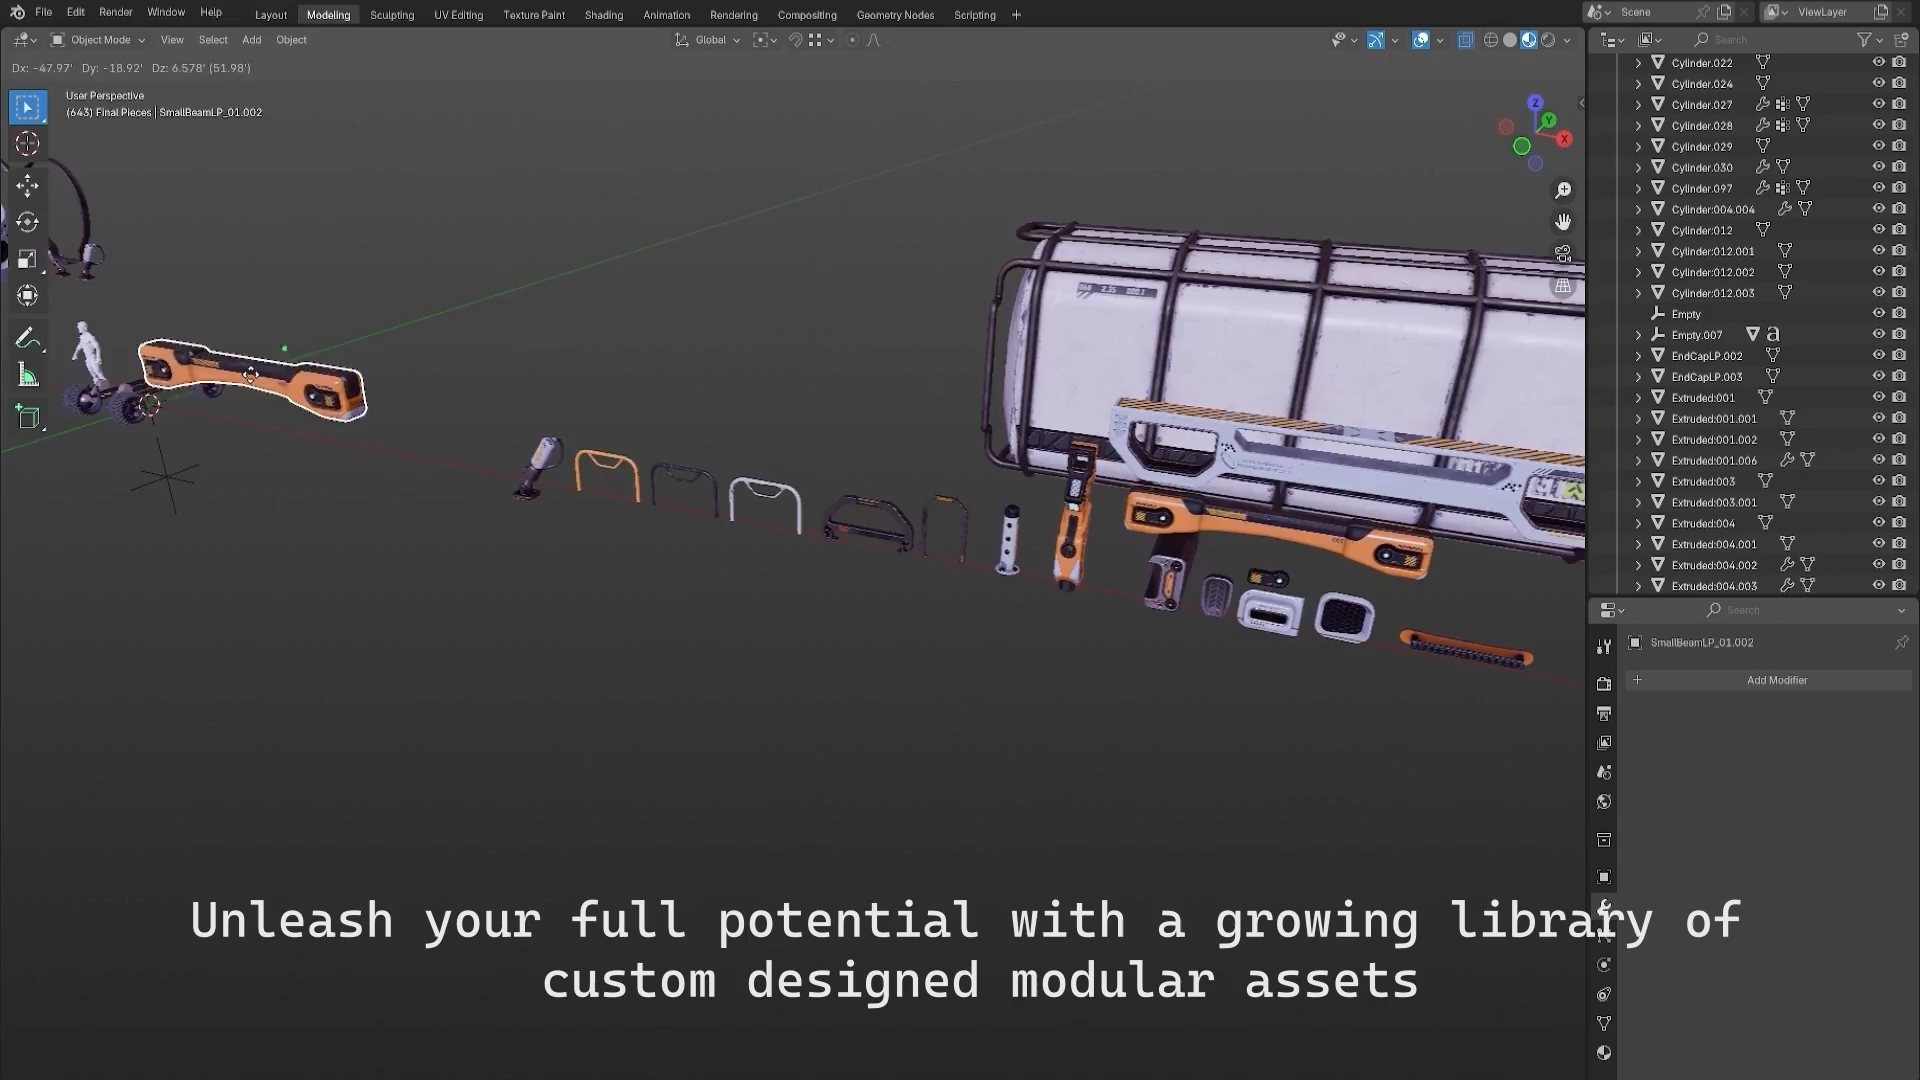 File Edit Render Window Help Layout Modeling Sculpting UV Editing Texture Paint Shading Animation Rendering Compositing Geometry Nodes Scripting + Scene ViewLayer
Object Mode View Select Add Object Global Search
Dx: -47.97' Dy: -18.92' Dz: 6.578' (51.98')
User Perspective
(643) Final Pieces | SmallBeamLP_01.002
Z
Y
X
Cylinder.022
Cylinder.024
Cylinder.027
Cylinder.028
Cylinder.029
Cylinder.030
Cylinder.097
Cylinder:004.004
Cylinder:012
Cylinder:012.001
Cylinder:012.002
Cylinder:012.003
Empty
Empty.007
EndCapLP.002
EndCapLP.003
Extruded:001
Extruded:001.001
Extruded:001.002
Extruded:001.006
Extruded:003
Extruded:003.001
Extruded:004
Extruded:004.001
Extruded:004.002
Extruded:004.003
Search
SmallBeamLP_01.002
+ Add Modifier
Unleash your full potential with a growing library of
custom designed modular assets